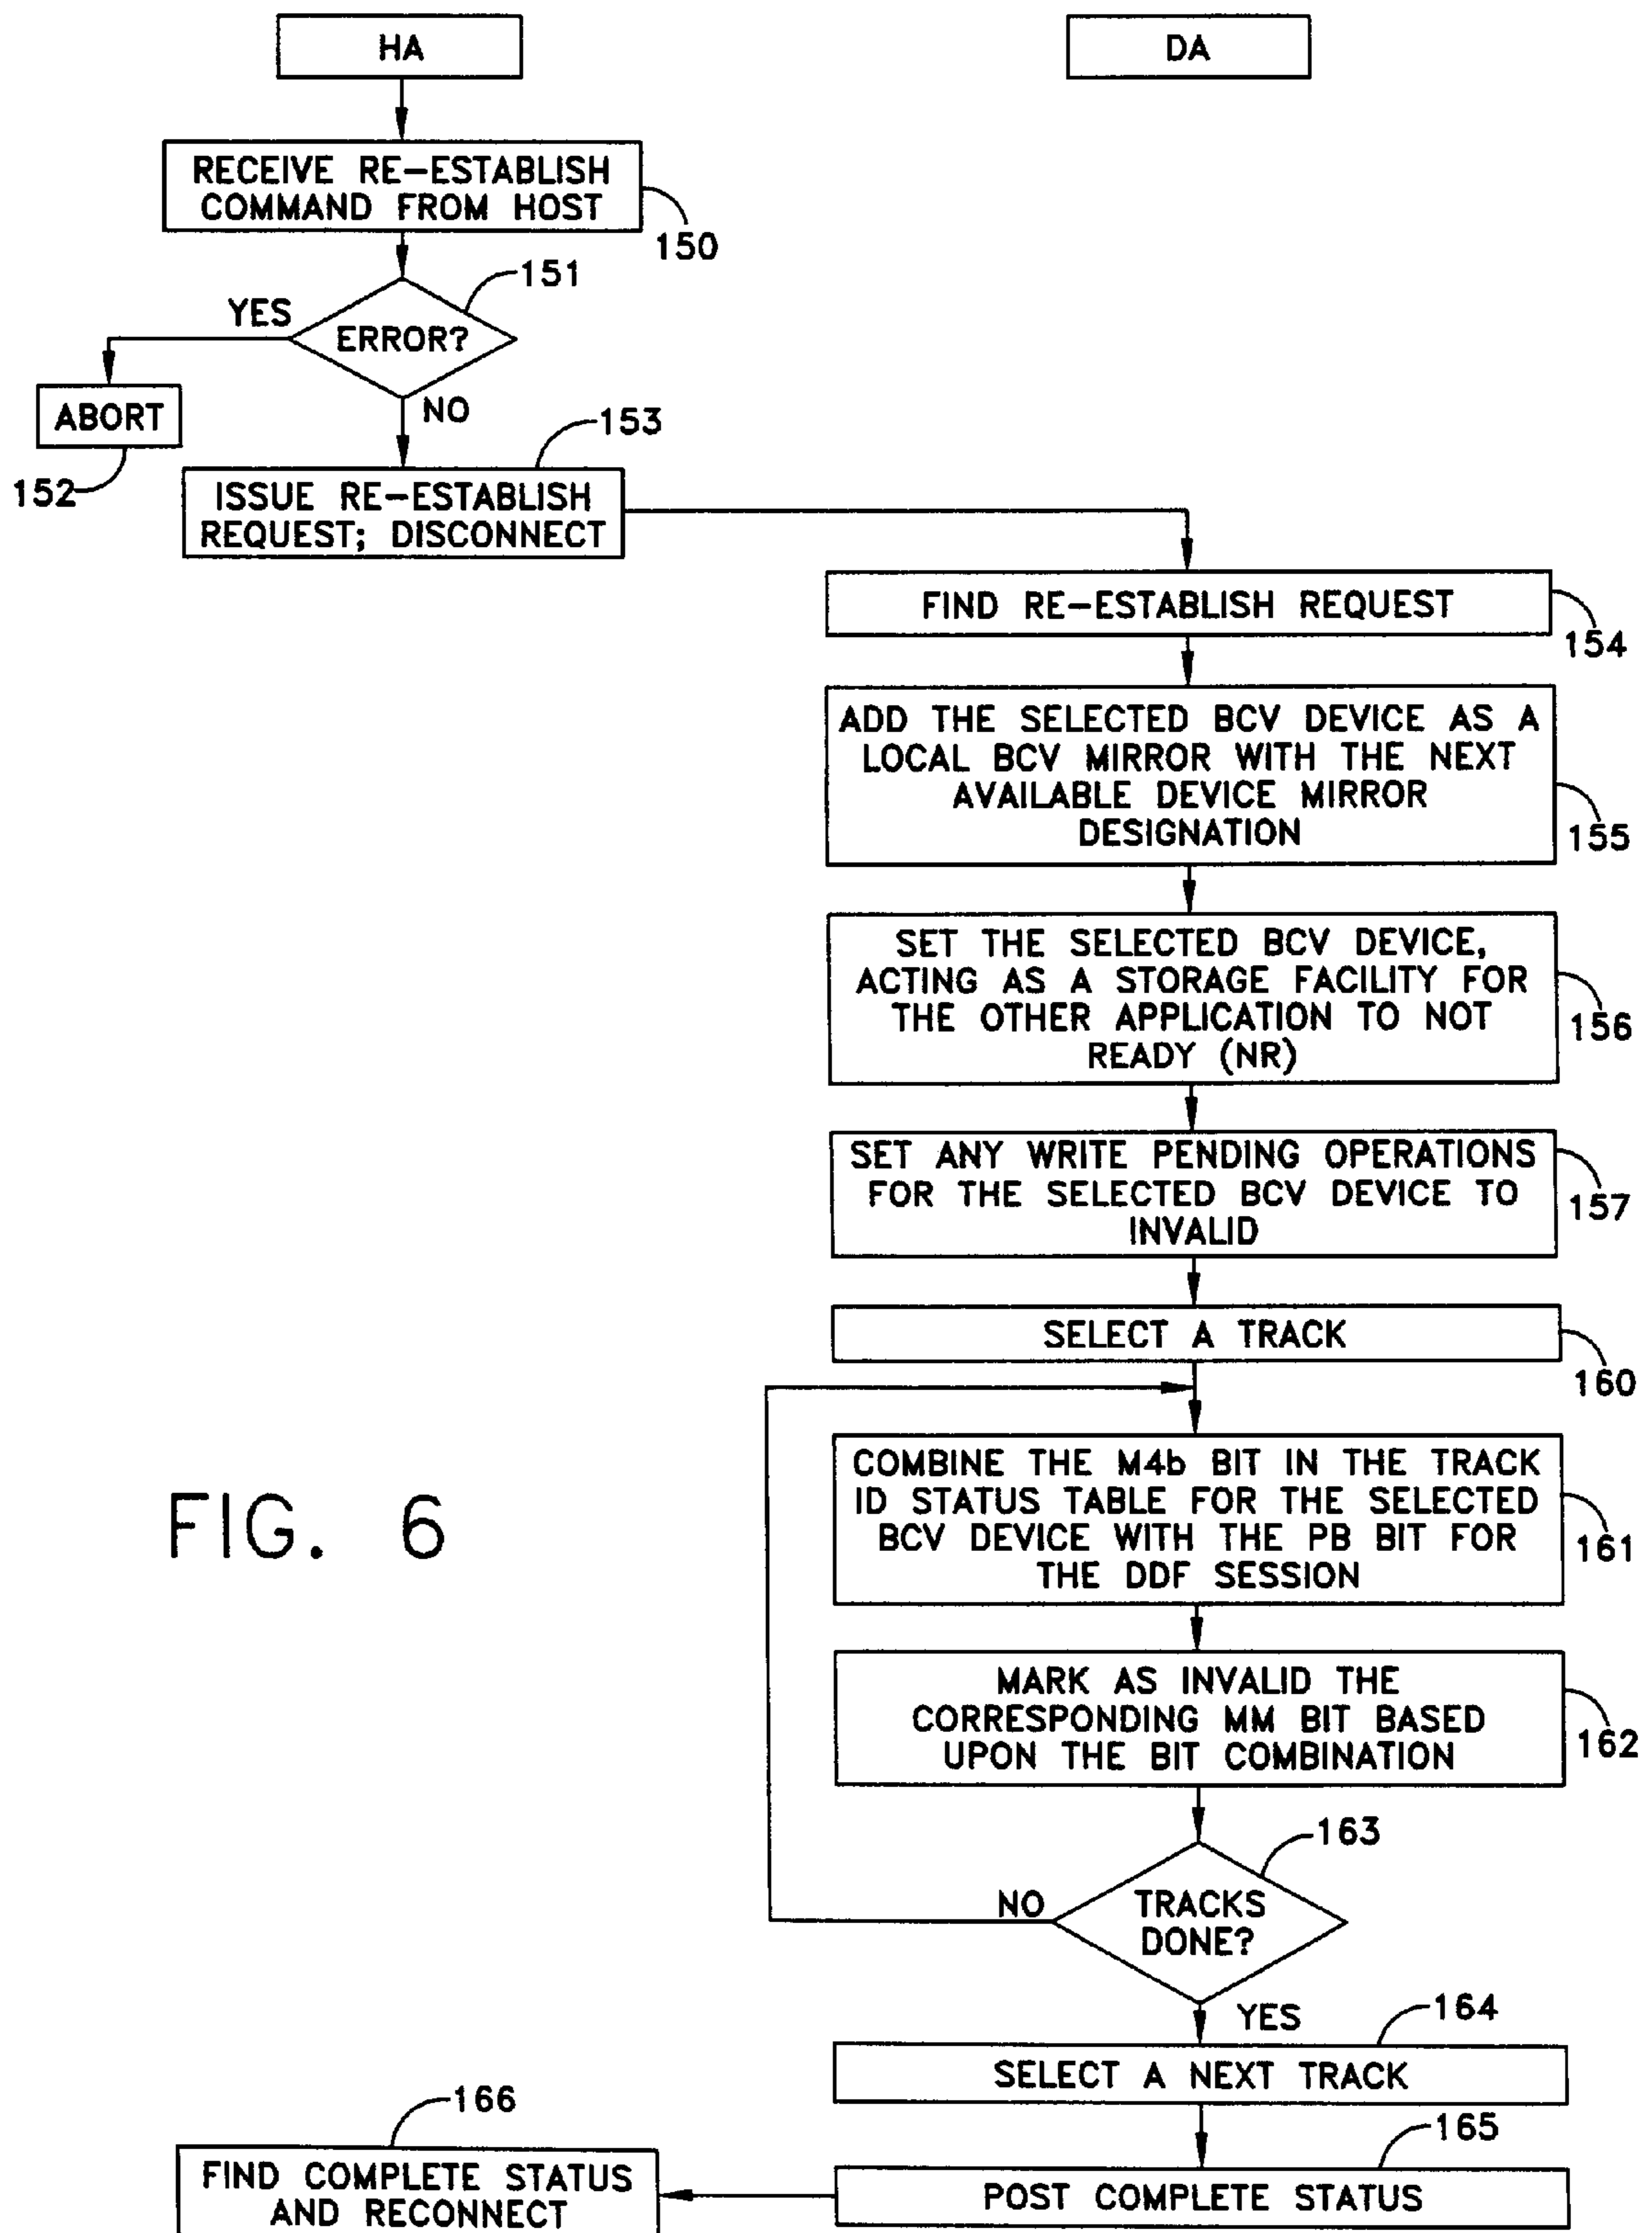 HA
DA
RECEIVE RE-ESTABLISH
COMMAND FROM HOST
150
151
YES
ERROR?
ABORT
NO
152
153
ISSUE RE-ESTABLISH
REQUEST; DISCONNECT
FIND RE-ESTABLISH REQUEST
154
ADD THE SELECTED BCV DEVICE AS A
LOCAL BCV MIRROR WITH THE NEXT
AVAILABLE DEVICE MIRROR
DESIGNATION
155
SET THE SELECTED BCV DEVICE,
ACTING AS A STORAGE FACILITY FOR
THE OTHER APPLICATION TO NOT
READY (NR)
156
SET ANY WRITE PENDING OPERATIONS
FOR THE SELECTED BCV DEVICE TO
INVALID
157
SELECT A TRACK
160
COMBINE THE M4b BIT IN THE TRACK
ID STATUS TABLE FOR THE SELECTED
BCV DEVICE WITH THE PB BIT FOR
THE DDF SESSION
161
FIG. 6
MARK AS INVALID THE
CORRESPONDING MM BIT BASED
UPON THE BIT COMBINATION
162
163
NO
TRACKS
DONE?
YES
164
SELECT A NEXT TRACK
165
POST COMPLETE STATUS
166
FIND COMPLETE STATUS
AND RECONNECT